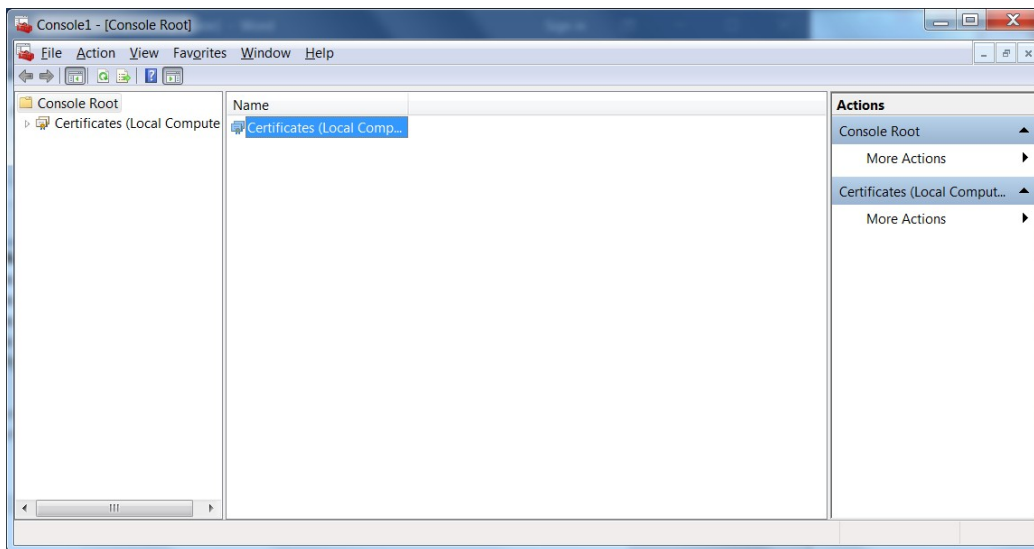 Console1 - [Console Root]
File Action View Favorites Window Help
Console Root
Certificates (Local Compute
Name
Certificates (Local Comp...
Actions
Console Root
More Actions
Certificates (Local Comput...
More Actions